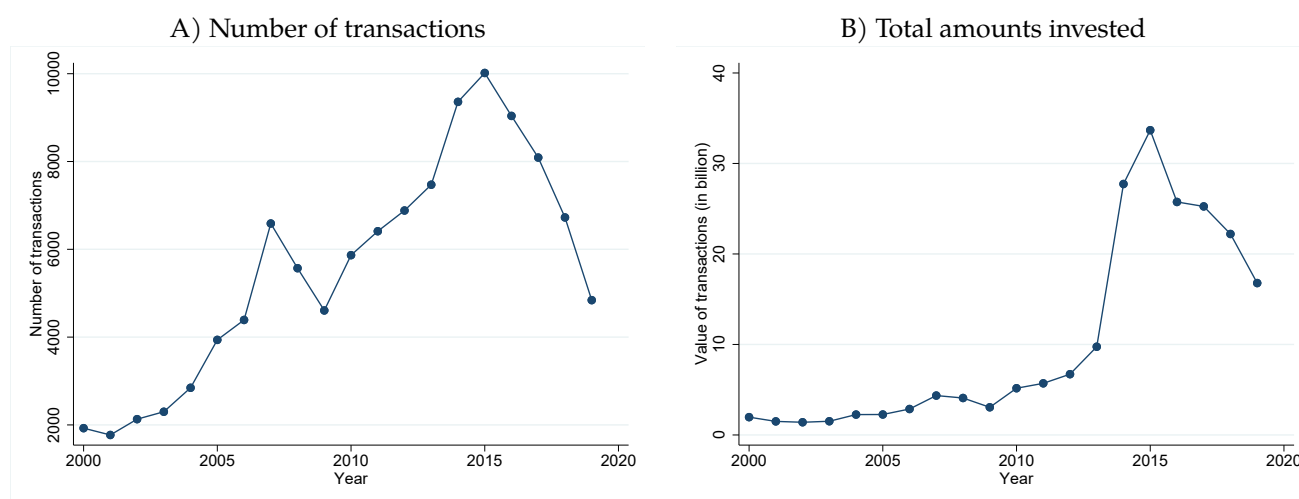 A) Number of transactions
Number of transactions
10000
8000
6000
4000
2000
2000 2005 2010 2015 2020
Year
B) Total amounts invested
Value of transactions (in billion)
40
30
20
10
0
2000 2005 2010 2015 2020
Year